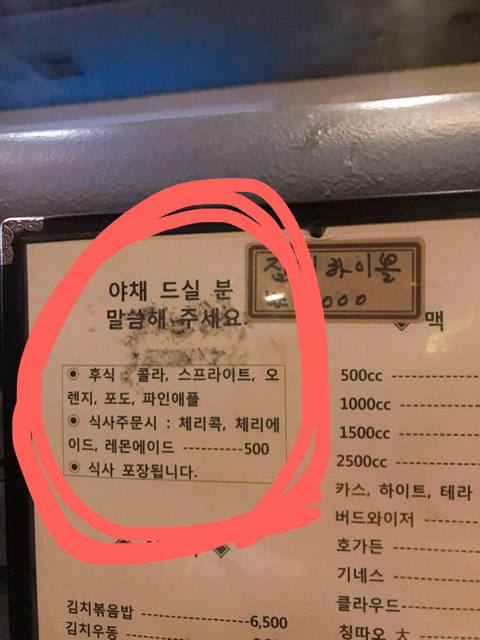 야채 드실 분
말씀해 주세요.
하이볼
000
맥
◉ 후식 : 콜라, 스프라이트, 오
렌지, 포도, 파인애플
◉ 식사주문시 : 체리콕, 체리에
이드, 레몬에이드 -----------500
◉ 식사 포장됩니다.
500cc
1000cc
1500cc
2500cc
카스, 하이트, 테라
버드와이저
호가든
기네스
클라우드
칭따오 大
김치볶음밥 ----------------6,500
김치우동